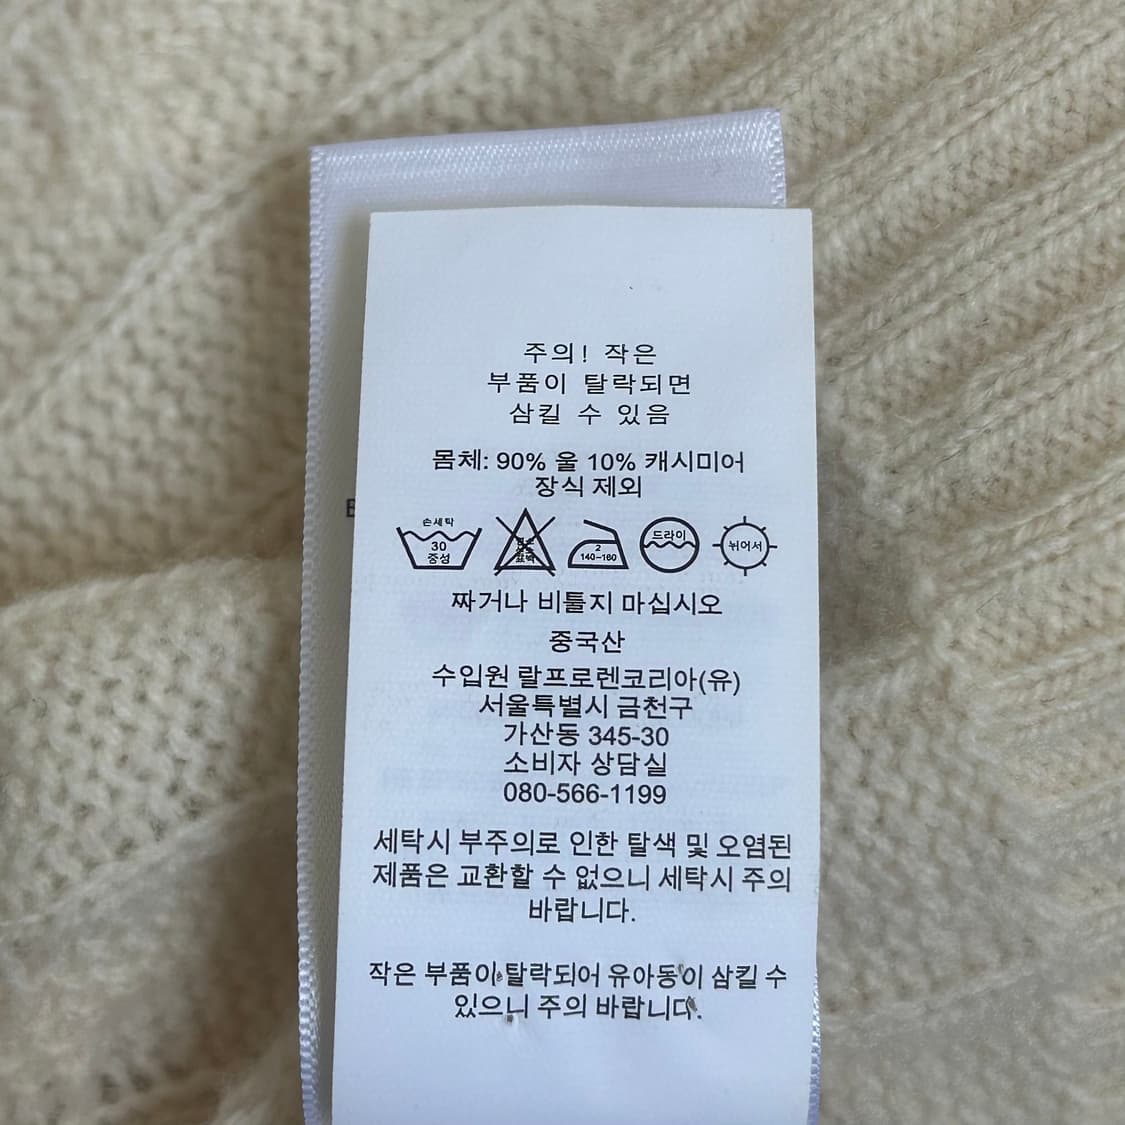 주의! 작은
부품이 탈락되면
삼킬 수 있음
몸체: 90% 울 10% 캐시미어
장식 제외
손세탁
30
중성
2
140-160
드라이
뉘어서
짜거나 비틀지 마십시오
중국산
수입원 랄프로렌코리아(유)
서울특별시 금천구
가산동 345-30
소비자 상담실
080-566-1199
세탁시 부주의로 인한 탈색 및 오염된
제품은 교환할 수 없으니 세탁시 주의
바랍니다.
작은 부품이 탈락되어 유아동이 삼킬 수
있으니 주의 바랍니다.